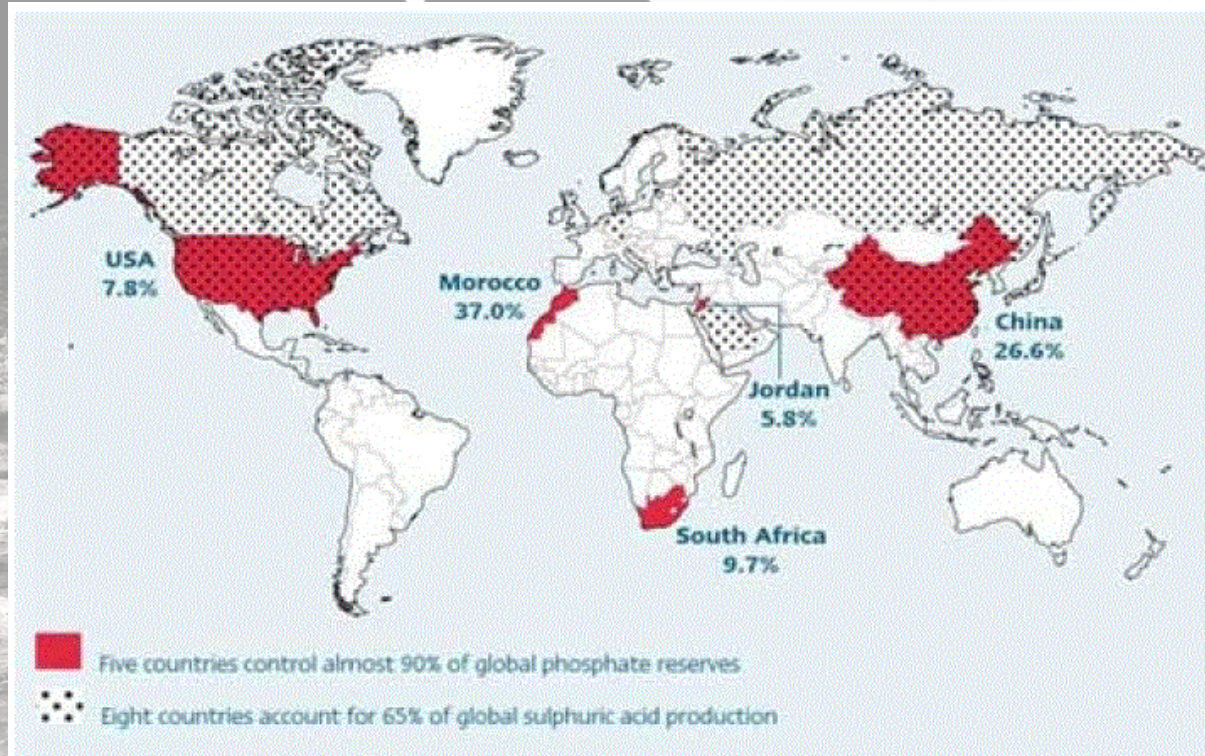 USA
7.8%
Morocco
37.0%
China
26.6%
Jordan
5.8%
South Africa
9.7%
Five countries control almost 90% of global phosphate reserves
Eight countries account for 65% of global sulphuric acid production